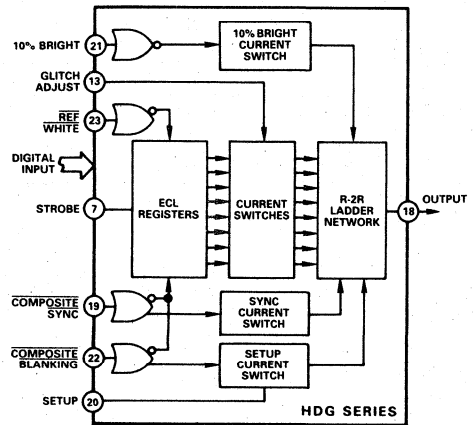 10% BRIGHT
21
10% BRIGHT
CURRENT
SWITCH
GLITCH
ADJUST
13
REF
WHITE
23
DIGITAL
INPUT
STROBE
7
ECL
REGISTERS
CURRENT
SWITCHES
R-2R
LADDER
NETWORK
18
OUTPUT
COMPOSITE
SYNC
19
SYNC
CURRENT
SWITCH
COMPOSITE
BLANKING
22
SETUP
CURRENT
SWITCH
SETUP
20
HDG SERIES